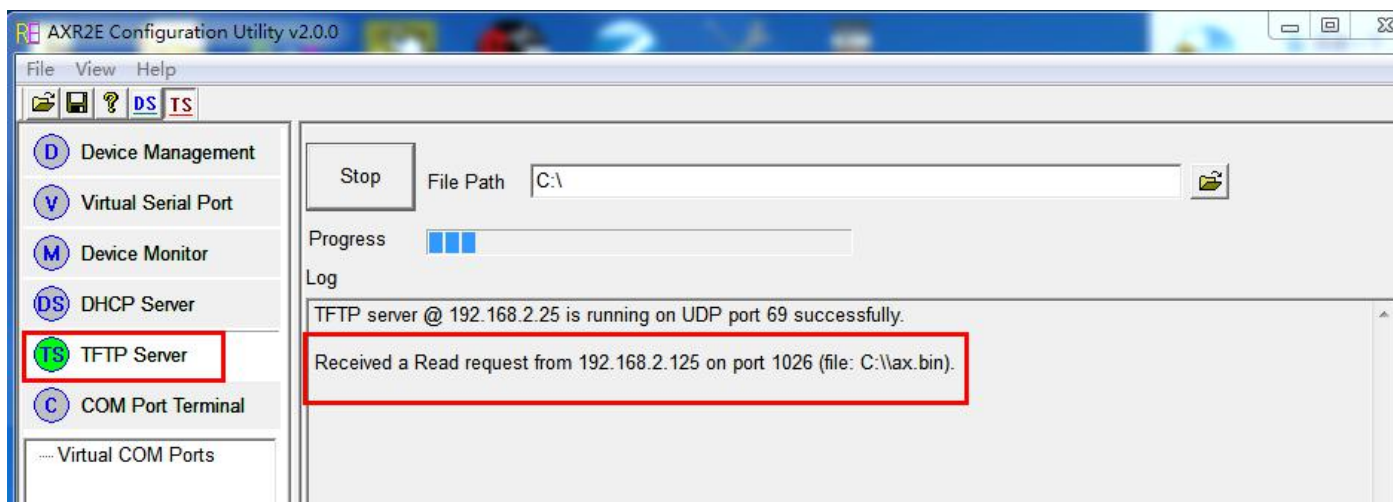 RE AXR2E Configuration Utility v2.0.0
File View Help
DS TS
D Device Management
V Virtual Serial Port
M Device Monitor
DS DHCP Server
TS TFTP Server
C COM Port Terminal
Virtual COM Ports
Stop File Path C:\
Progress
Log
TFTP server @ 192.168.2.25 is running on UDP port 69 successfully.
Received a Read request from 192.168.2.125 on port 1026 (file: C:\\ax.bin).